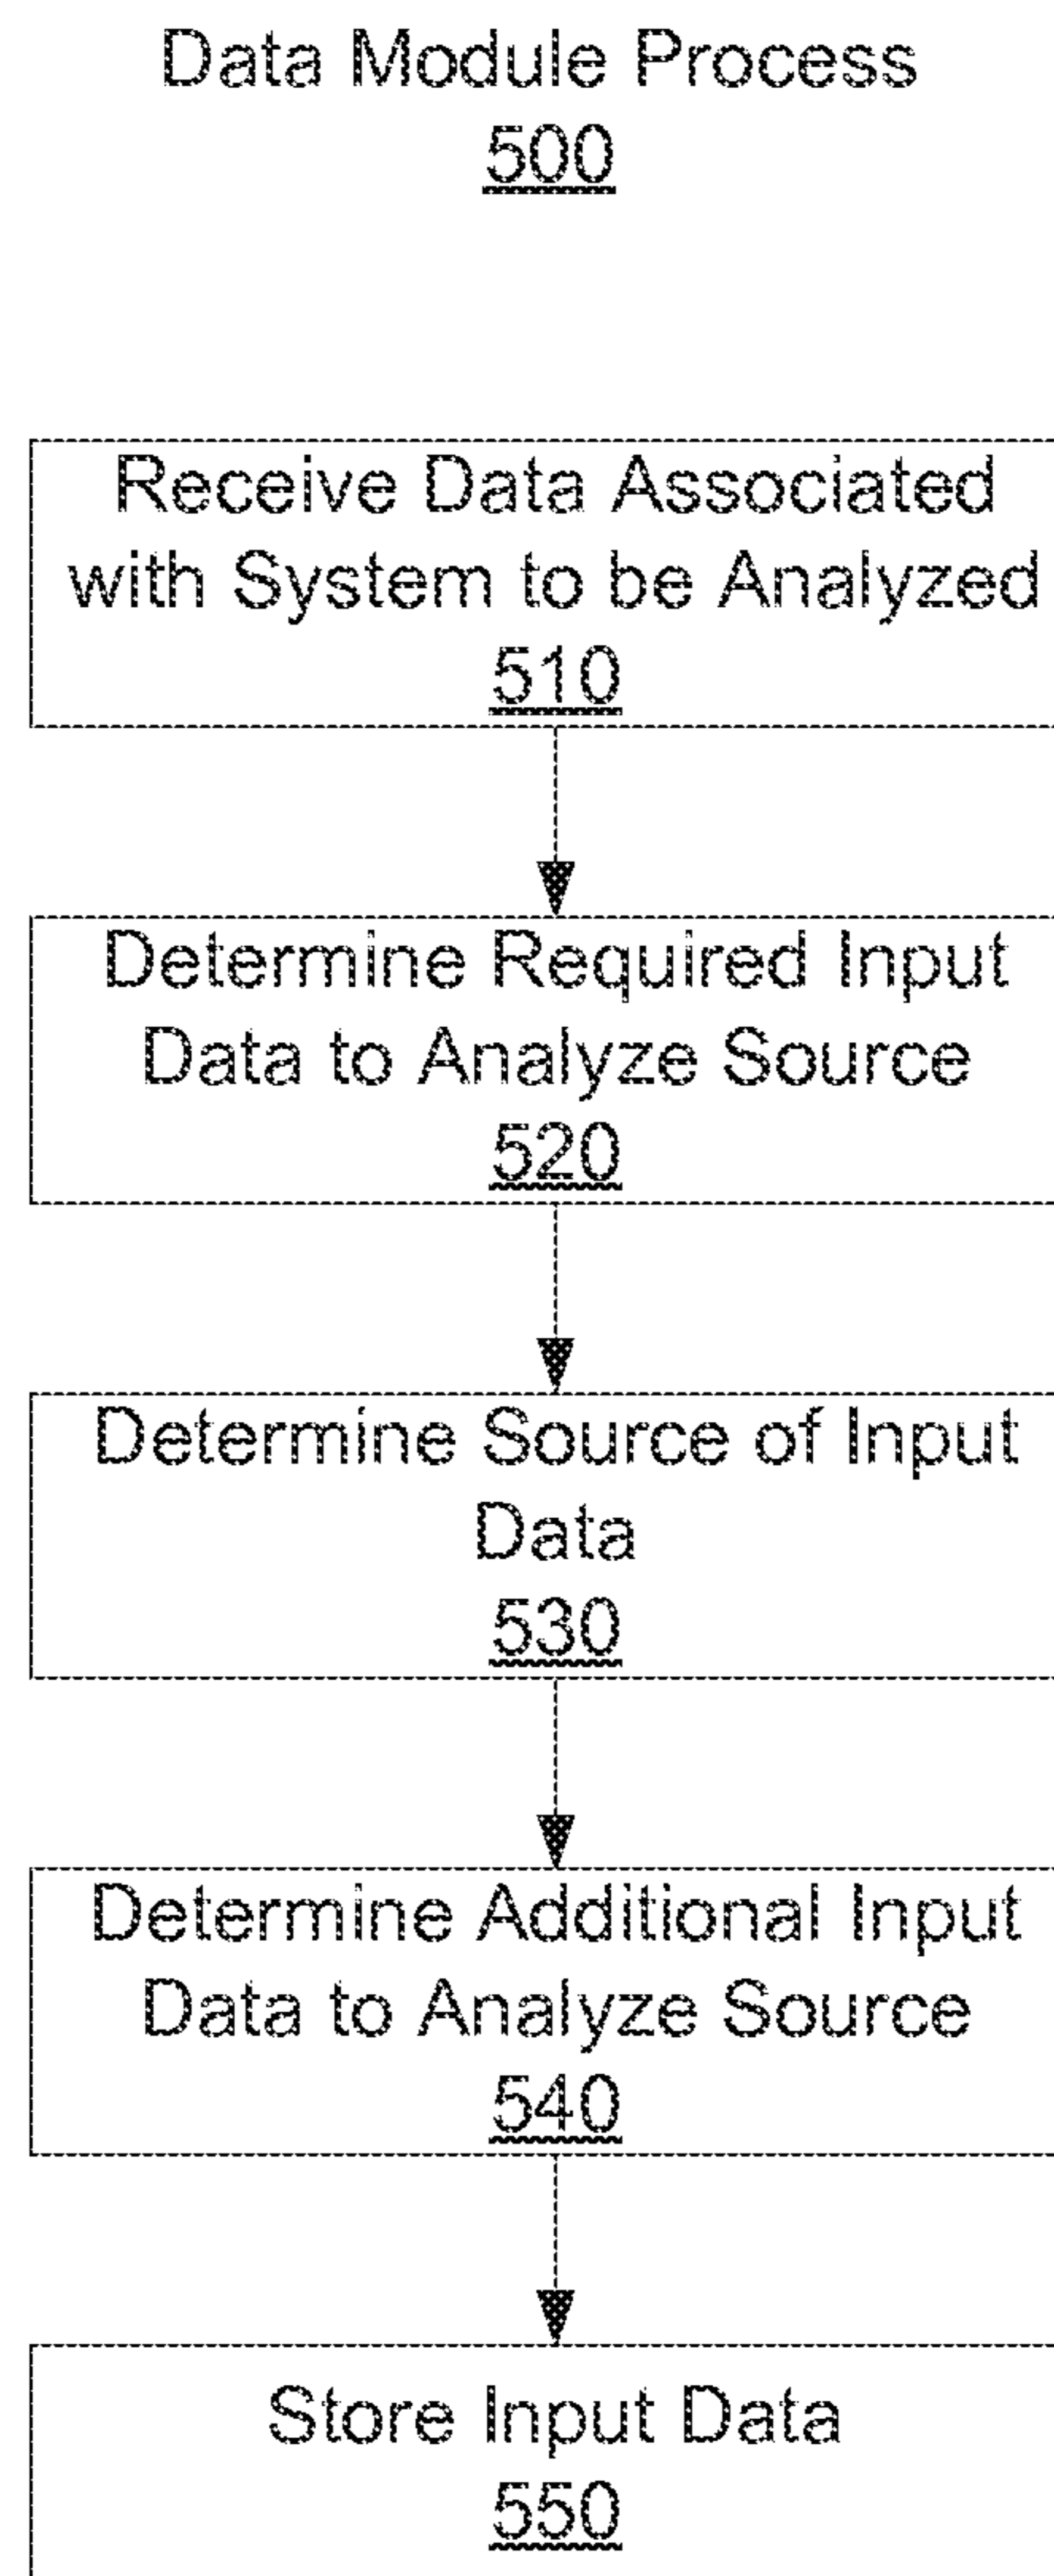 Data Module Process
500
Receive Data Associated
with System to be Analyzed
510
Determine Required Input
Data to Analyze Source
520
Determine Source of Input
Data
530
Determine Additional Input
Data to Analyze Source
540
Store Input Data
550